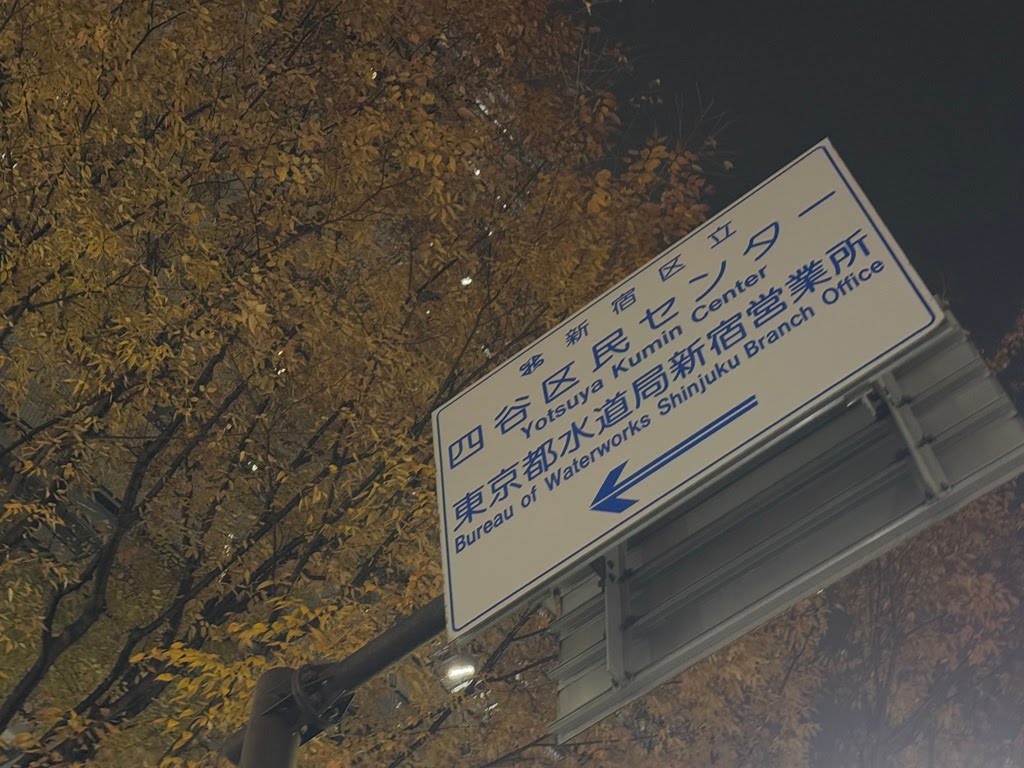 新宿区立
四谷区民センター
Yotsuya Kumin Center
東京都水道局新宿営業所
Bureau of Waterworks Shinjuku Branch Office